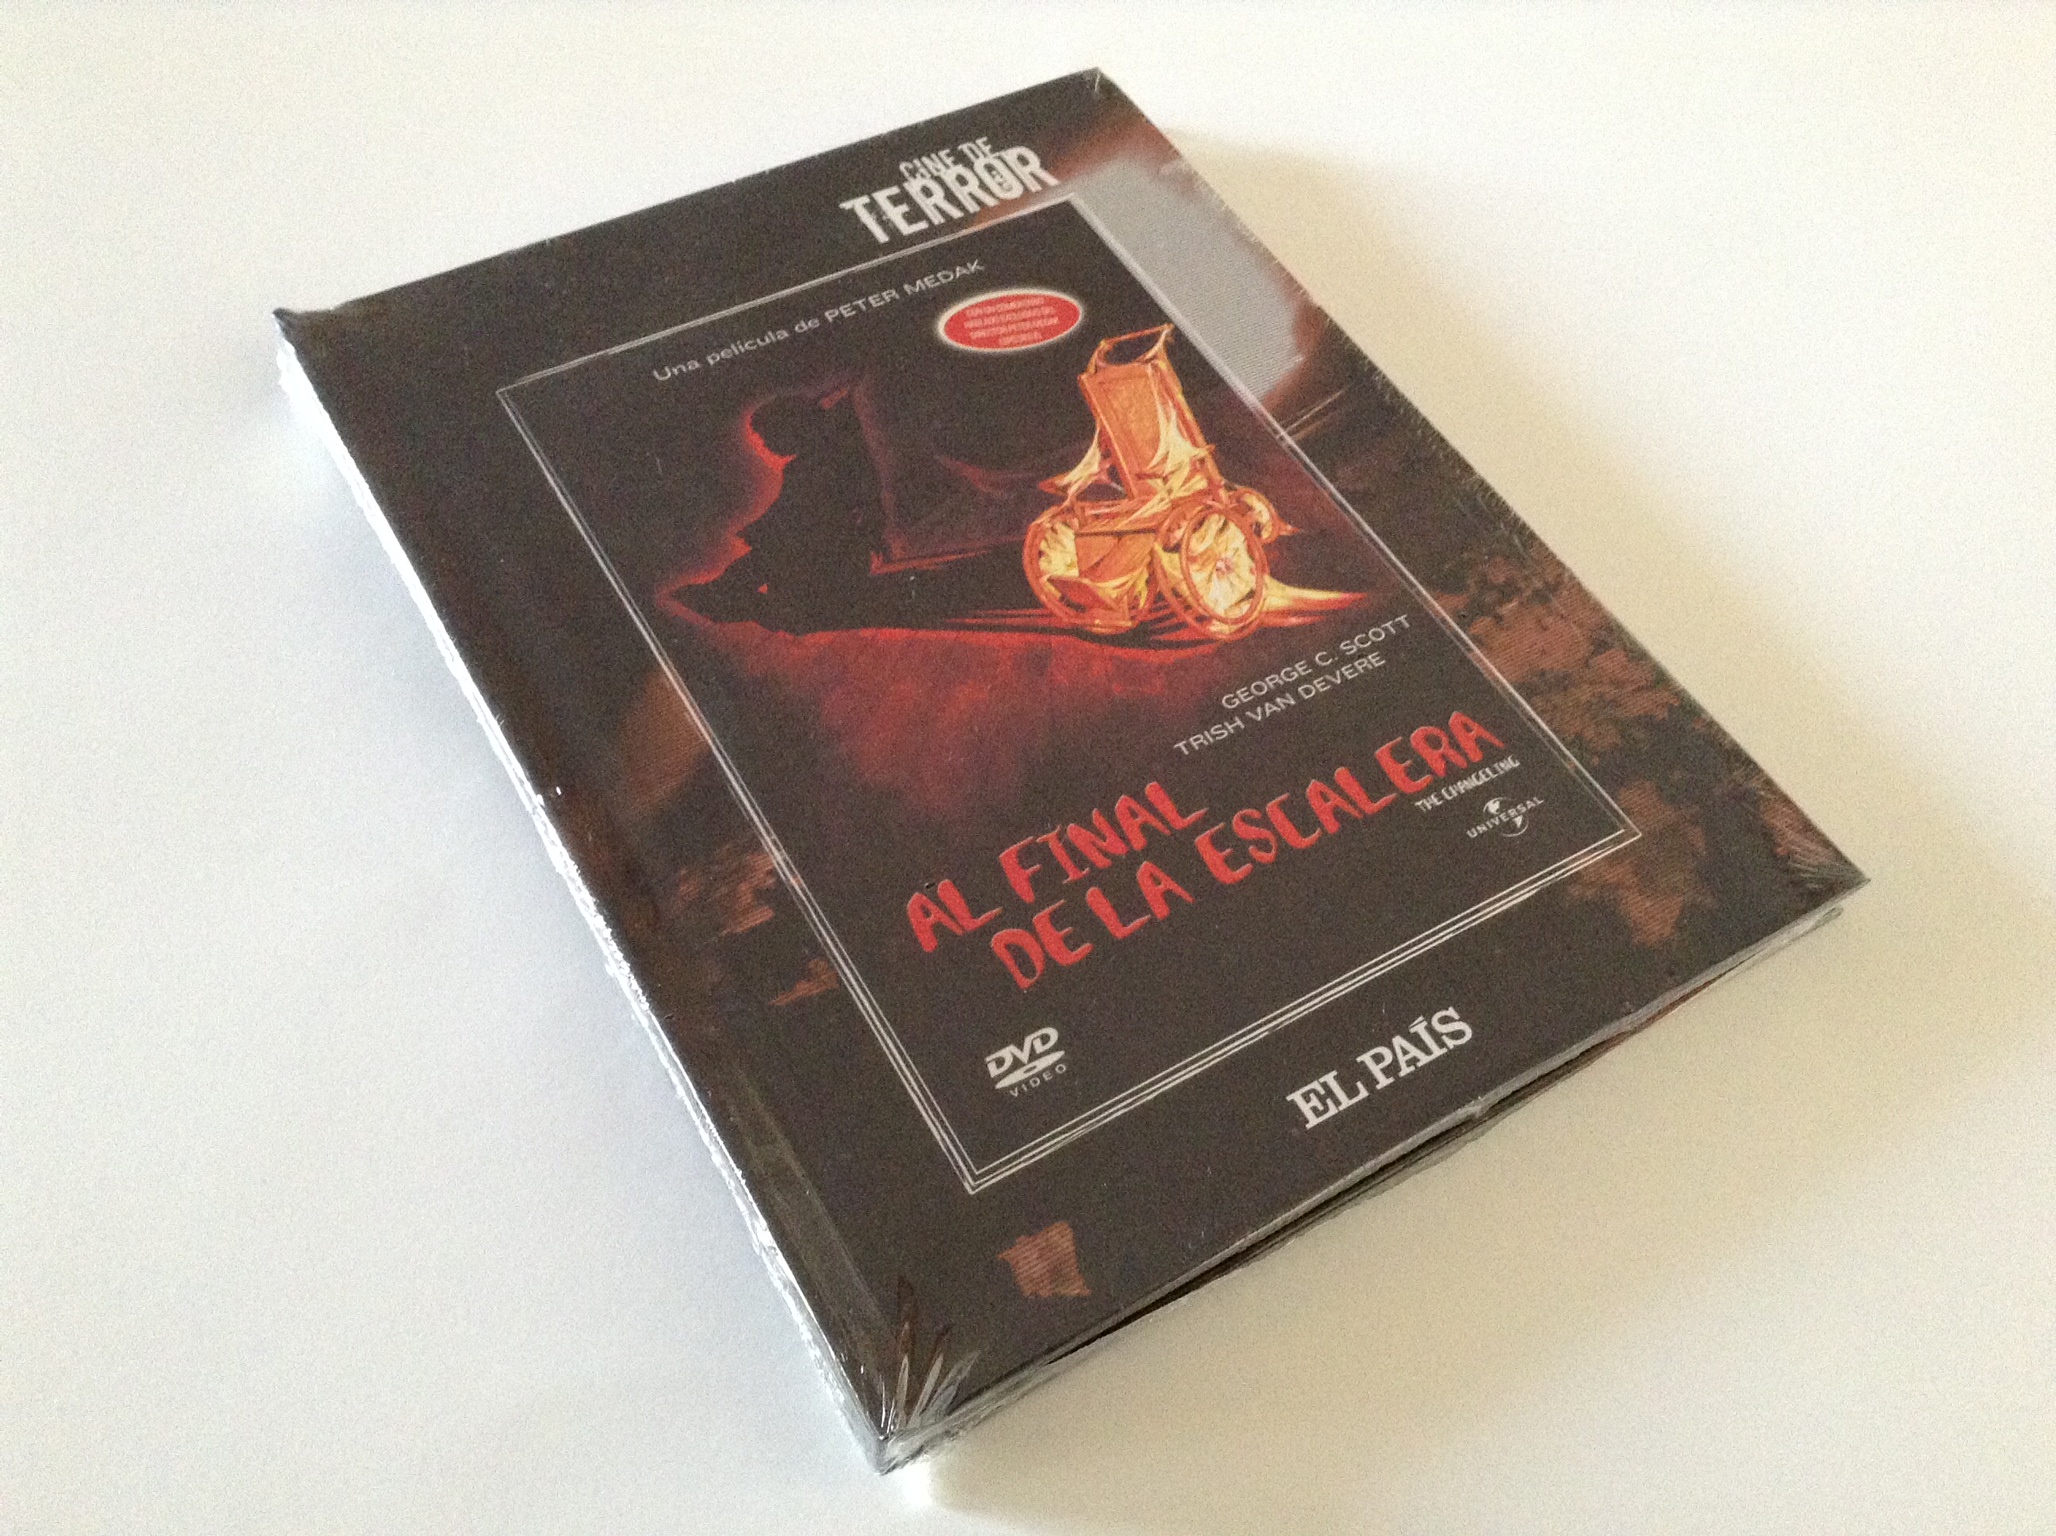 CINE DE
TERROR
Una película de PETER MEDAK
GEORGE C. SCOTT
TRISH VAN DEVERE
AL FINAL
DE LA ESCALERA
THE CHANGELING
UNIVERSAL
DVD
VIDEO
EL PAÍS